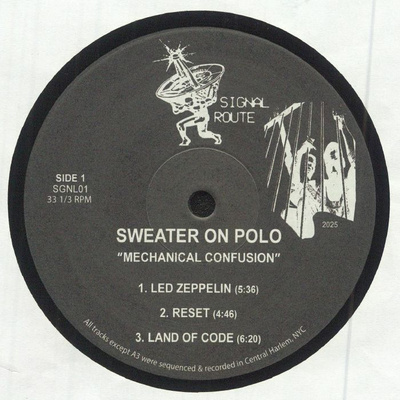 SIGNAL
ROUTE
SIDE 1
SGNL01
33 1/3 RPM
2025
SWEATER ON POLO
"MECHANICAL CONFUSION"
1. LED ZEPPELIN (5:36)
2. RESET (4:46)
3. LAND OF CODE (6:20)
All tracks except A3 were sequenced & recorded in Central Harlem, NYC